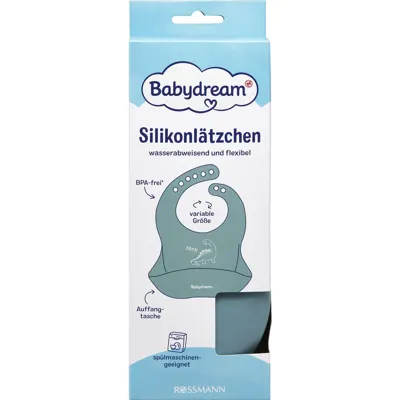 Babydream
Silikonlätzchen
wasserabweisend und flexibel
BPA-frei*
variable
Größe
Babydream
Auffang-
tasche
spülmaschinen-
geeignet
ROSSMANN